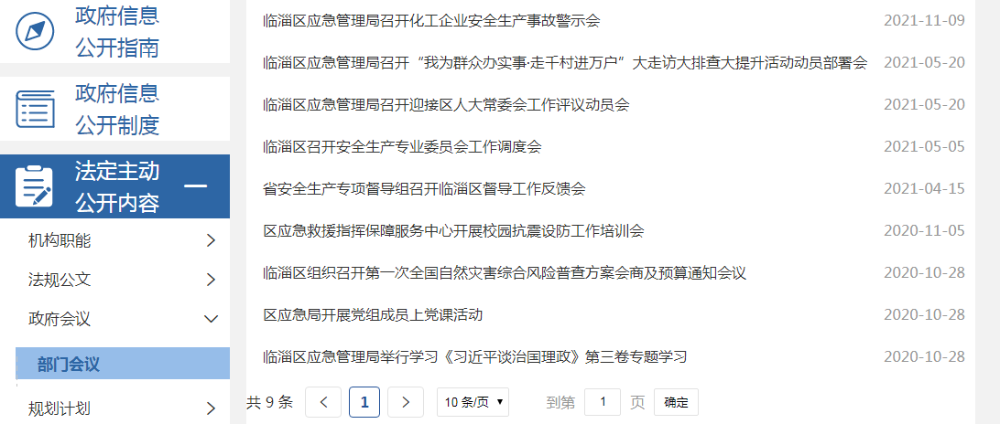 政府信息
公开指南
政府信息
公开制度
法定主动
公开内容
机构职能
法规公文
政府会议
部门会议
规划计划
临淄区应急管理局召开化工企业安全生产事故警示会 2021-11-09
临淄区应急管理局召开“我为群众办实事·走千村进万户”大走访大排查大提升活动动员部署会 2021-05-20
临淄区应急管理局召开迎接区人大常委会工作评议动员会 2021-05-20
临淄区召开安全生产专业委员会工作调度会 2021-05-05
省安全生产专项督导组召开临淄区督导工作反馈会 2021-04-15
区应急救援指挥保障服务中心开展校园抗震设防工作培训会 2020-11-05
临淄区组织召开第一次全国自然灾害综合风险普查方案会商及预算通知会议 2020-10-28
区应急局开展党组成员上党课活动 2020-10-28
临淄区应急管理局举行学习《习近平谈治国理政》第三卷专题学习 2020-10-28
共 9 条 < 1 > 10 条/页 到第 1 页 确定